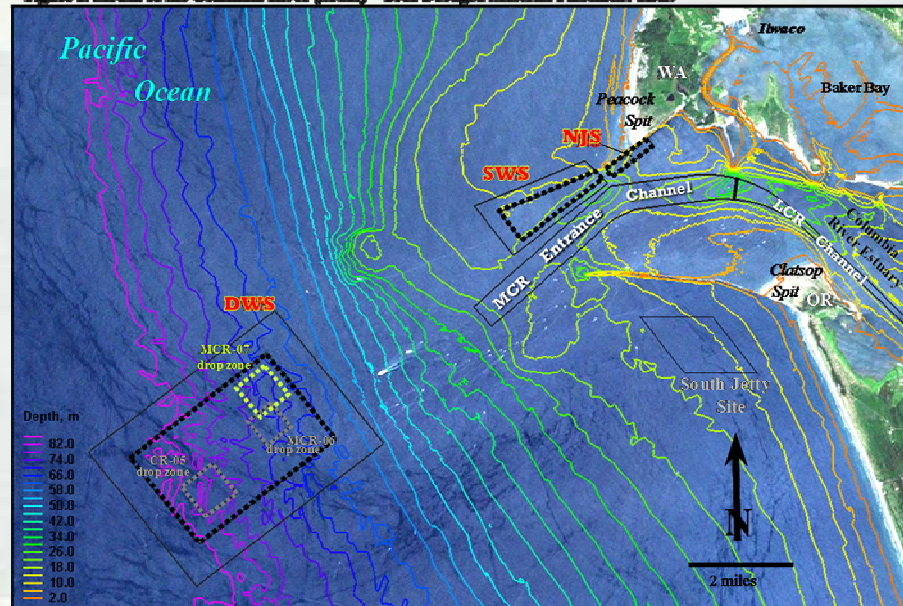 Pacific
Ocean
Ilwaco
WA
Baker Bay
Peacock
Spit
NJS
SWS
MCR Entrance Channel
LCR Channel
Columbia
River Estuary
Clatsop
Spit
OR
DWS
MCR-07
drop zone
MCR-06
drop zone
CR-05
drop zone
South Jetty
Site
Depth, m
82.0
74.0
66.0
58.0
50.0
42.0
34.0
26.0
18.0
10.0
2.0
N
2 miles